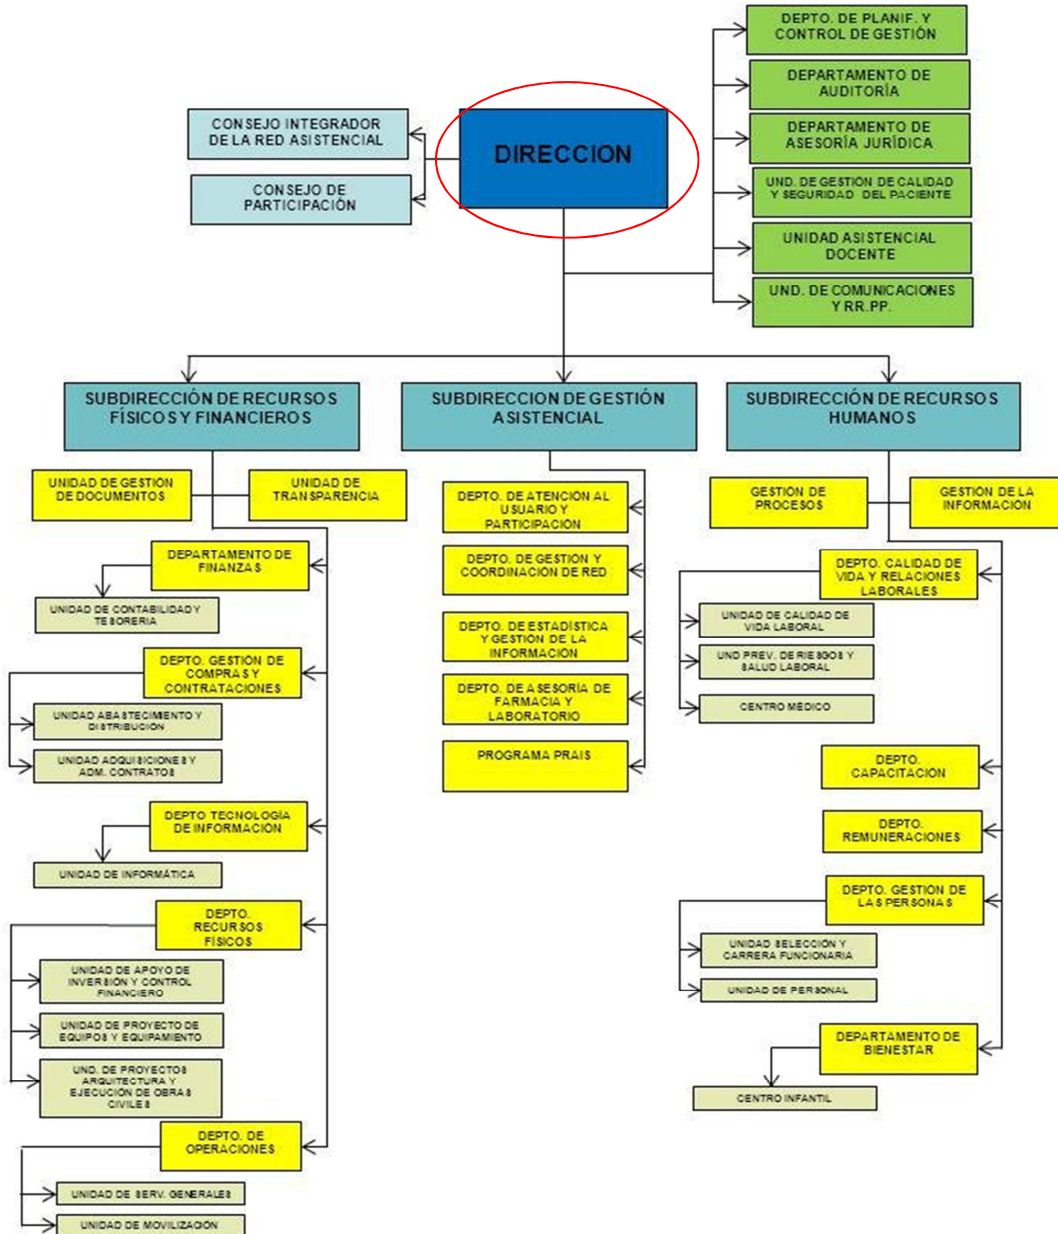 DEPTO. DE PLANIF. Y
CONTROL DE GESTIÓN
DEPARTAMENTO DE
AUDITORÍA
DEPARTAMENTO DE
ASESORÍA JURÍDICA
UND. DE GESTIÓN DE CALIDAD
Y SEGURIDAD DEL PACIENTE
UNIDAD ASISTENCIAL
DOCENTE
UND. DE COMUNICACIONES
Y RR.PP.
CONSEJO INTEGRADOR
DE LA RED ASISTENCIAL
CONSEJO DE
PARTICIPACIÓN
DIRECCION
SUBDIRECCIÓN DE RECURSOS
FÍSICOS Y FINANCIEROS
SUBDIRECCION DE GESTIÓN
ASISTENCIAL
SUBDIRECCIÓN DE RECURSOS
HUMANOS
UNIDAD DE GESTIÓN
DE DOCUMENTOS
UNIDAD DE
TRANSPARENCIA
DEPARTAMENTO DE
FINANZAS
UNIDAD DE CONTABILIDAD Y
TESORERIA
DEPTO. GESTIÓN DE
COMPRAS Y
CONTRATACIONES
UNIDAD ABASTECIMIENTO Y
DISTRIBUCIÓN
UNIDAD ADQUISICIONES Y
ADM. CONTRATOS
DEPTO TECNOLOGÍA
DE INFORMACIÓN
UNIDAD DE INFORMÁTICA
DEPTO.
RECURSOS
FÍSICOS
UNIDAD DE APOYO DE
INVERSIÓN Y CONTROL
FINANCIERO
UNIDAD DE PROYECTO DE
EQUIPOS Y EQUIPAMIENTO
UND. DE PROYECTOS
ARQUITECTURA Y
EJECUCIÓN DE OBRAS
CIVILES
DEPTO. DE
OPERACIONES
UNIDAD DE SERV. GENERALES
UNIDAD DE MOVILIZACIÓN
DEPTO. DE ATENCIÓN AL
USUARIO Y
PARTICIPACIÓN
DEPTO. DE GESTIÓN Y
COORDINACIÓN DE RED
DEPTO. DE ESTADÍSTICA
Y GESTIÓN DE LA
INFORMACIÓN
DEPTO. DE ASESORÍA DE
FARMACIA Y
LABORATORIO
PROGRAMA PRAIS
GESTIÓN DE
PROCESOS
GESTIÓN DE LA
INFORMACIÓN
DEPTO. CALIDAD DE
VIDA Y RELACIONES
LABORALES
UNIDAD DE CALIDAD DE
VIDA LABORAL
UND PREV. DE RIESGOS Y
SALUD LABORAL
CENTRO MÉDICO
DEPTO.
CAPACITACIÓN
DEPTO.
REMUNERACIONES
DEPTO. GESTIÓN DE
LAS PERSONAS
UNIDAD SELECCIÓN Y
CARRERA FUNCIONARIA
UNIDAD DE PERSONAL
DEPARTAMENTO DE
BIENESTAR
CENTRO INFANTIL